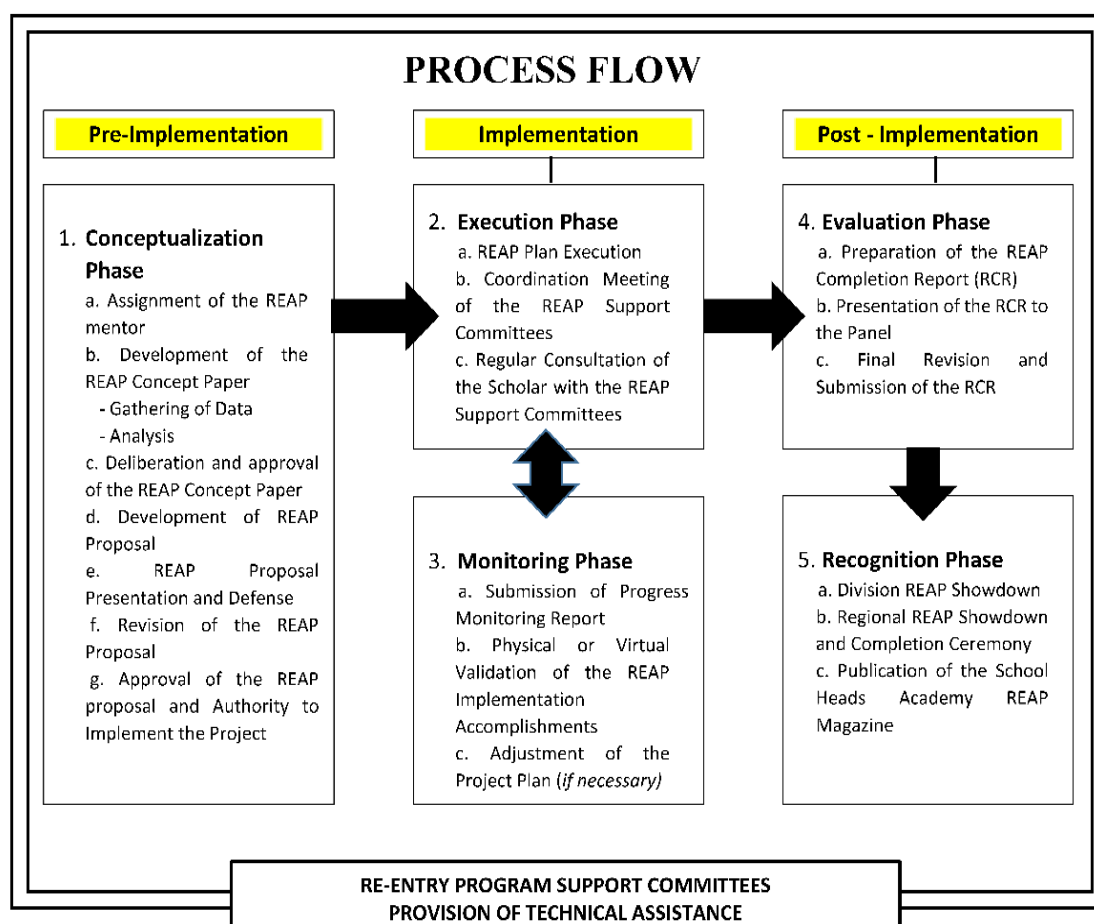 PROCESS FLOW
Pre-Implementation
1. Conceptualization
Phase
a. Assignment of the REAP
mentor
b. Development of the
REAP Concept Paper
- Gathering of Data
- Analysis
c. Deliberation and approval
of the REAP Concept Paper
d. Development of REAP
Proposal
e. REAP Proposal
Presentation and Defense
f. Revision of the REAP
Proposal
g. Approval of the REAP
proposal and Authority to
Implement the Project
Implementation
2. Execution Phase
a. REAP Plan Execution
b. Coordination Meeting
of the REAP Support
Committees
c. Regular Consultation of
the Scholar with the REAP
Support Committees
3. Monitoring Phase
a. Submission of Progress
Monitoring Report
b. Physical or Virtual
Validation of the REAP
Implementation
Accomplishments
c. Adjustment of the
Project Plan (if necessary)
Post - Implementation
4. Evaluation Phase
a. Preparation of the REAP
Completion Report (RCR)
b. Presentation of the RCR to
the Panel
c. Final Revision and
Submission of the RCR
5. Recognition Phase
a. Division REAP Showdown
b. Regional REAP Showdown
and Completion Ceremony
c. Publication of the School
Heads Academy REAP
Magazine
RE-ENTRY PROGRAM SUPPORT COMMITTEES
PROVISION OF TECHNICAL ASSISTANCE